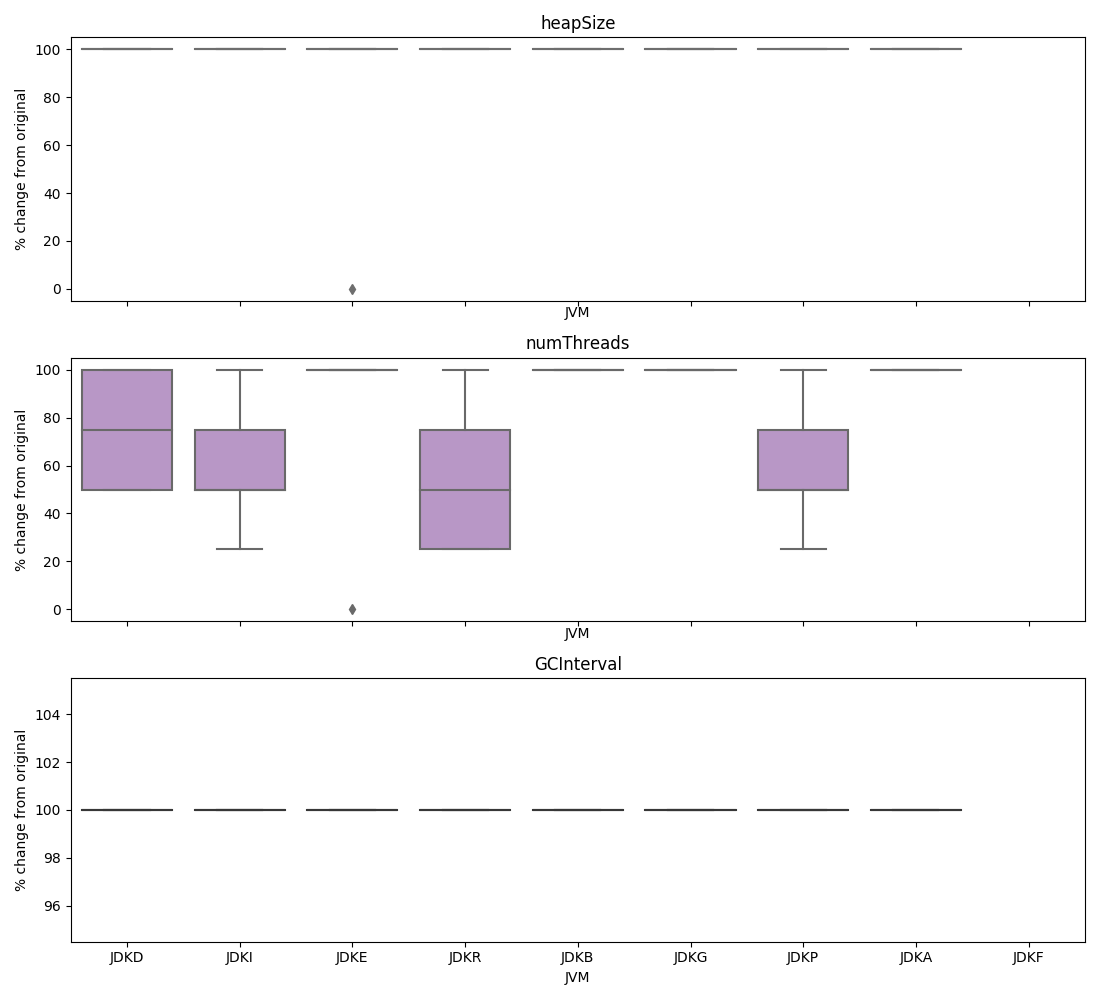 heapSize
% change from original
100
80
60
40
20
0
JVM
numThreads
% change from original
100
80
60
40
20
0
JVM
GCInterval
% change from original
104
102
100
98
96
JDKD JDKI JDKE JDKR JDKB JDKG JDKP JDKA JDKF
JVM